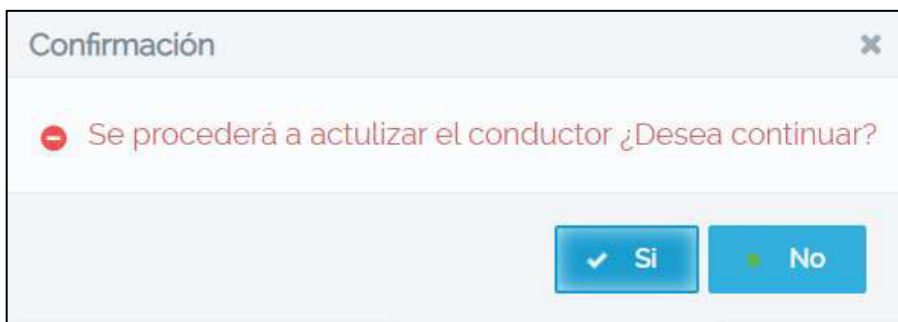 Confirmación
Se procederá a actulizar el conductor ¿Desea continuar?
Si
No